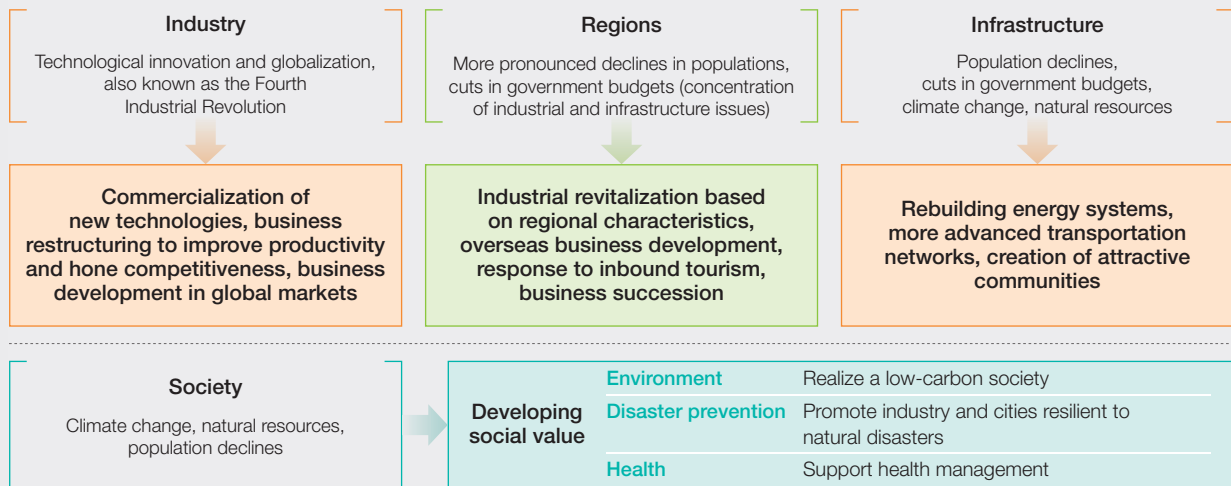 Industry
Technological innovation and globalization,
also known as the Fourth
Industrial Revolution
Commercialization of
new technologies, business
restructuring to improve productivity
and hone competitiveness, business
development in global markets
Regions
More pronounced declines in populations,
cuts in government budgets (concentration
of industrial and infrastructure issues)
Industrial revitalization based
on regional characteristics,
overseas business development,
response to inbound tourism,
business succession
Infrastructure
Population declines,
cuts in government budgets,
climate change, natural resources
Rebuilding energy systems,
more advanced transportation
networks, creation of attractive
communities
Society
Climate change, natural resources,
population declines
Developing
social value
Environment Realize a low-carbon society
Disaster prevention Promote industry and cities resilient to
natural disasters
Health Support health management